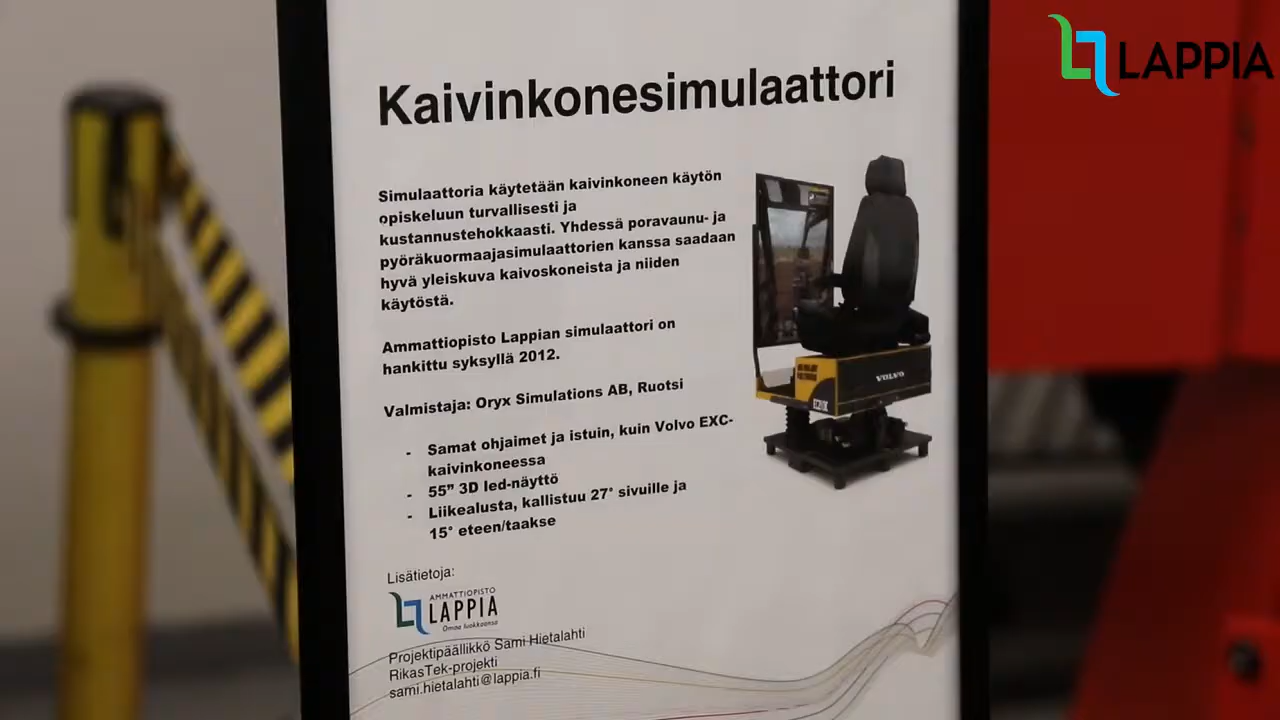 LAPPIA
Kaivinkonesimulaattori
Simulaattoria käytetään kaivinkoneen käytön
opiskeluun turvallisesti ja
kustannustehokkaasti. Yhdessä poravaunu- ja
pyöräkuormaajasimulaattorien kanssa saadaan
hyvä yleiskuva kaivoskoneista ja niiden
käytöstä.
Ammattiopisto Lappian simulaattori on
hankittu syksyllä 2012.
Valmistaja: Oryx Simulations AB, Ruotsi
- Samat ohjaimet ja istuin, kuin Volvo EXC-
kaivinkoneessa
- 55” 3D led-näyttö
- Liikealusta, kallistuu 27° sivuille ja
15° eteen/taakse
VOLVO
Lisätietoja:
AMMATTIOPISTO
LAPPIA
Omaa luokkaansa
Projektipäällikkö Sami Hietalahti
RikasTek-projekti
sami.hietalahti@lappia.fi